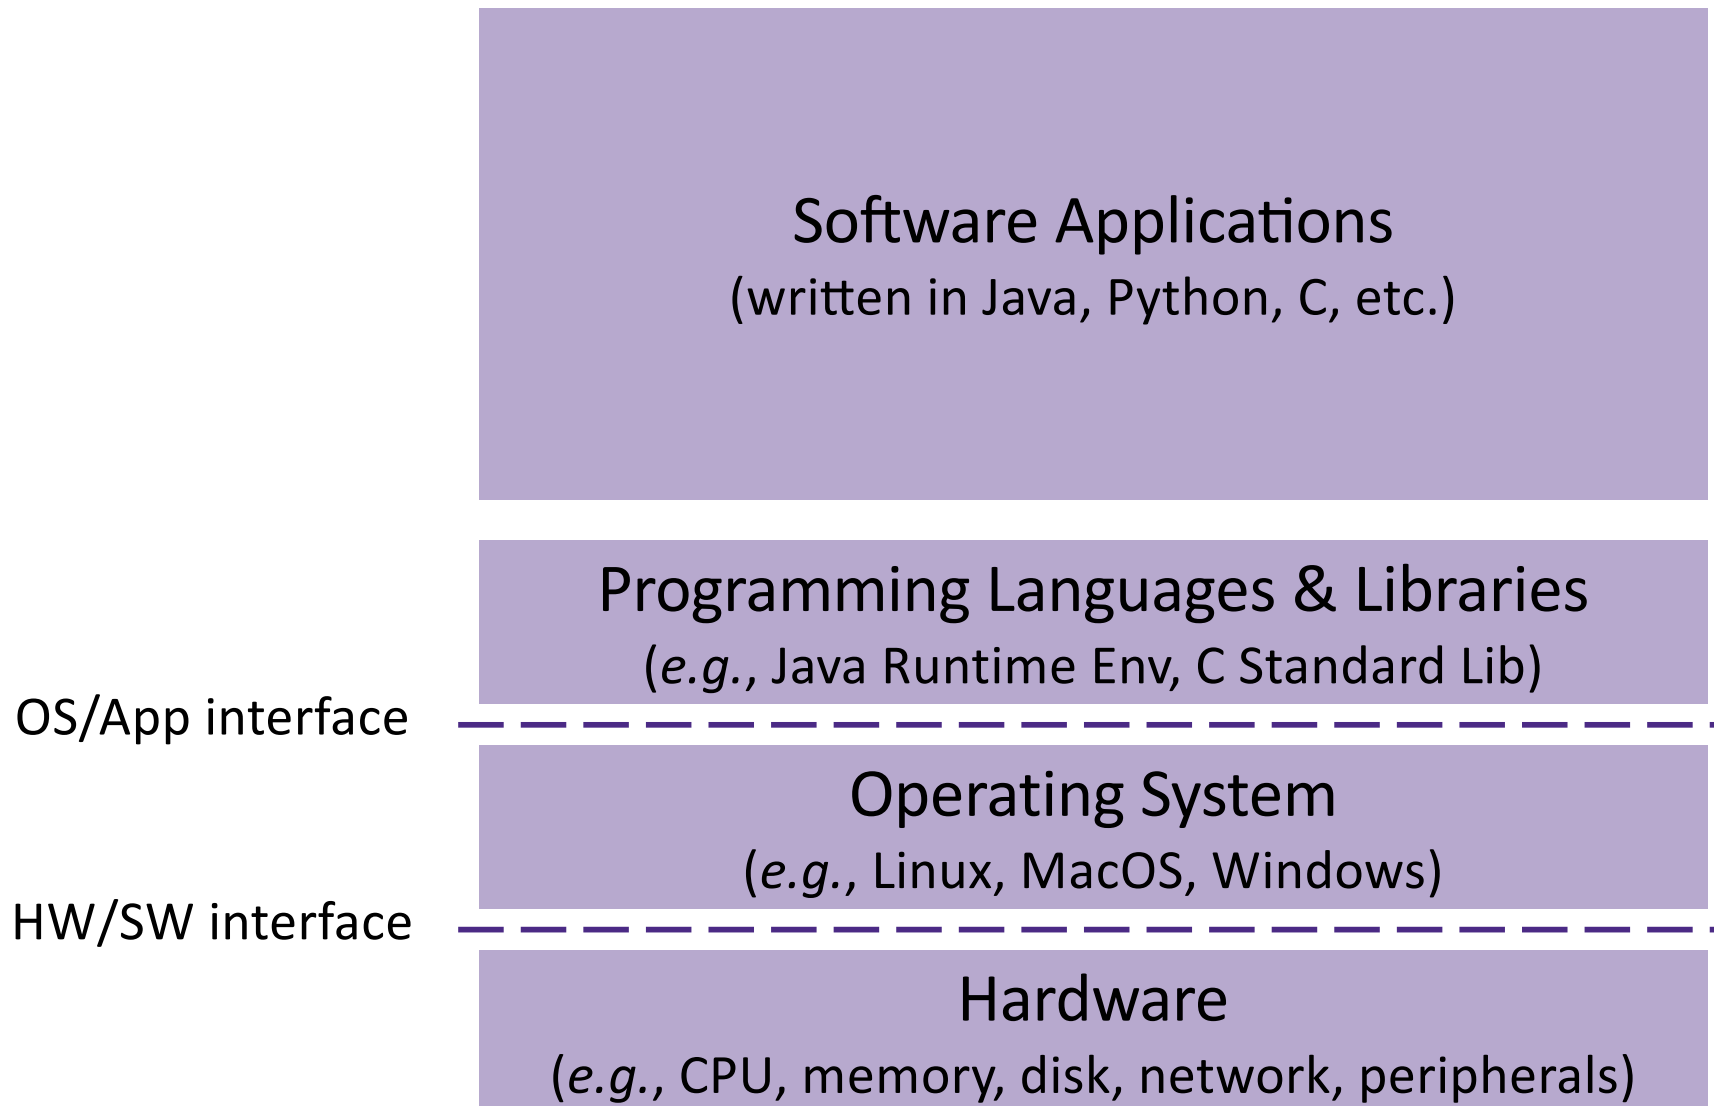 Software Applications
(written in Java, Python, C, etc.)
Programming Languages & Libraries
(e.g., Java Runtime Env, C Standard Lib)
OS/App interface
Operating System
(e.g., Linux, MacOS, Windows)
HW/SW interface
Hardware
(e.g., CPU, memory, disk, network, peripherals)